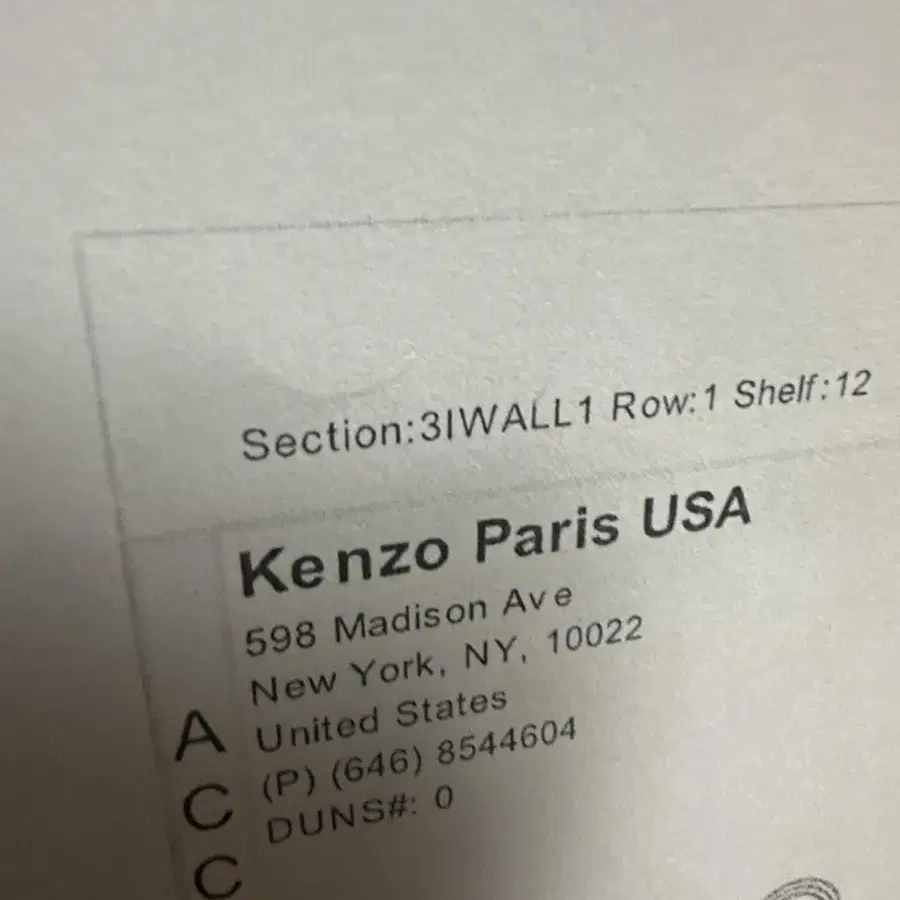 Section:3IWALL1 Row:1 Shelf:12
Kenzo Paris USA
598 Madison Ave
New York, NY, 10022
United States
(P) (646) 8544604
DUNS#: 0
A
C
C